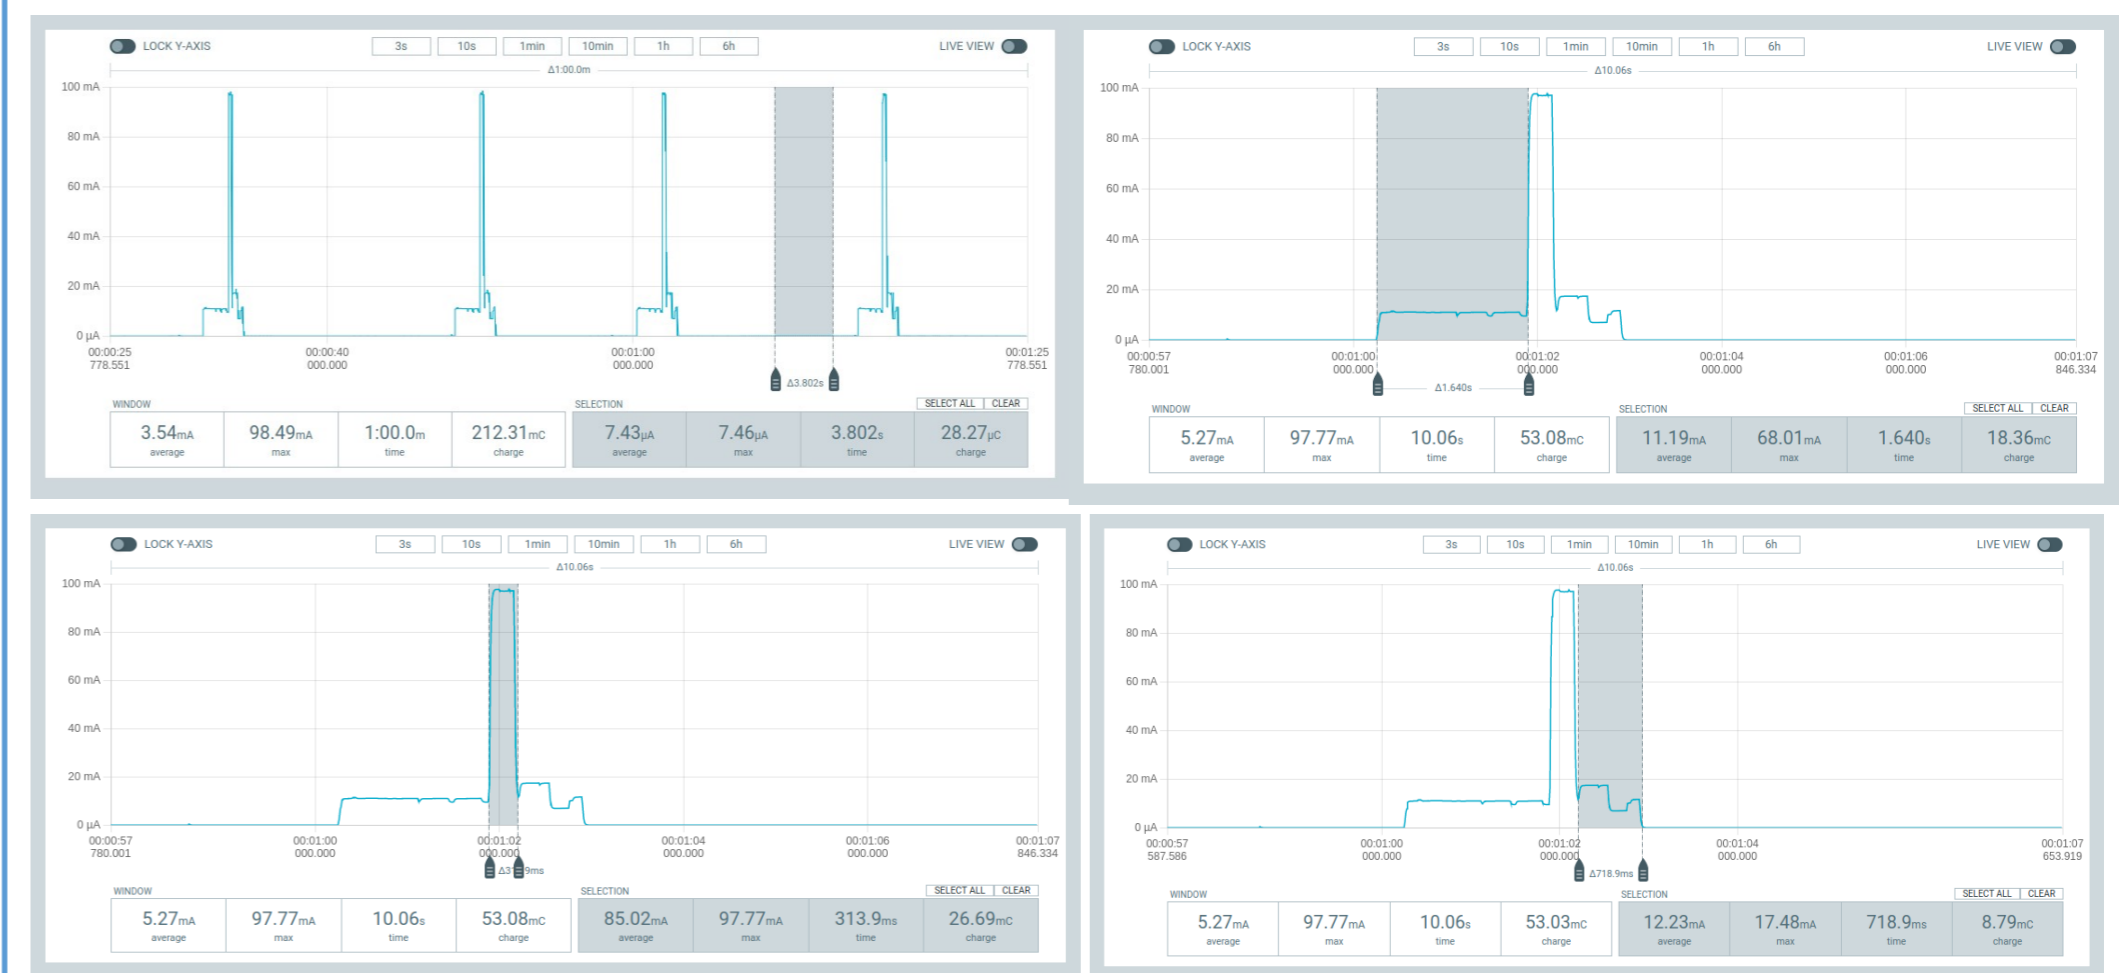 LOCK Y-AXIS 3s 10s 1min 10min 1h 6h LIVE VIEW
Δ1:00.0m
100 mA
80 mA
60 mA
40 mA
20 mA
0 µA
00:00:25 00:00:40 00:01:00 00:01:25
778.551 000.000 000.000 778.551
Δ3.802s
WINDOW SELECTION SELECT ALL CLEAR
3.54mA 98.49mA 1:00.0m 212.31mC 7.43µA 7.46µA 3.802s 28.27µC
average max time charge average max time charge
LOCK Y-AXIS 3s 10s 1min 10min 1h 6h LIVE VIEW
Δ10.06s
100 mA
80 mA
60 mA
40 mA
20 mA
0 µA
00:00:57 00:01:00 00:01:02 00:01:04 00:01:06 00:01:07
780.001 000.000 000.000 000.000 000.000 846.334
Δ1.640s
WINDOW SELECTION SELECT ALL CLEAR
5.27mA 97.77mA 10.06s 53.08mC 11.19mA 68.01mA 1.640s 18.36mC
average max time charge average max time charge
LOCK Y-AXIS 3s 10s 1min 10min 1h 6h LIVE VIEW
Δ10.06s
100 mA
80 mA
60 mA
40 mA
20 mA
0 µA
00:00:57 00:01:00 00:01:02 00:01:04 00:01:06 00:01:07
780.001 000.000 000.000 000.000 000.000 846.334
WINDOW SELECTION SELECT ALL CLEAR
5.27mA 97.77mA 10.06s 53.08mC 85.02mA 97.77mA 313.9ms 26.69mC
average max time charge average max time charge
LOCK Y-AXIS 3s 10s 1min 10min 1h 6h LIVE VIEW
Δ10.06s
100 mA
80 mA
60 mA
40 mA
20 mA
0 µA
00:00:57 00:01:00 00:01:02 00:01:04 00:01:07
587.586 000.000 000.000 000.000 653.919
Δ718.9ms
WINDOW SELECTION SELECT ALL CLEAR
5.27mA 97.77mA 10.06s 53.03mC 12.23mA 17.48mA 718.9ms 8.79mC
average max time charge average max time charge